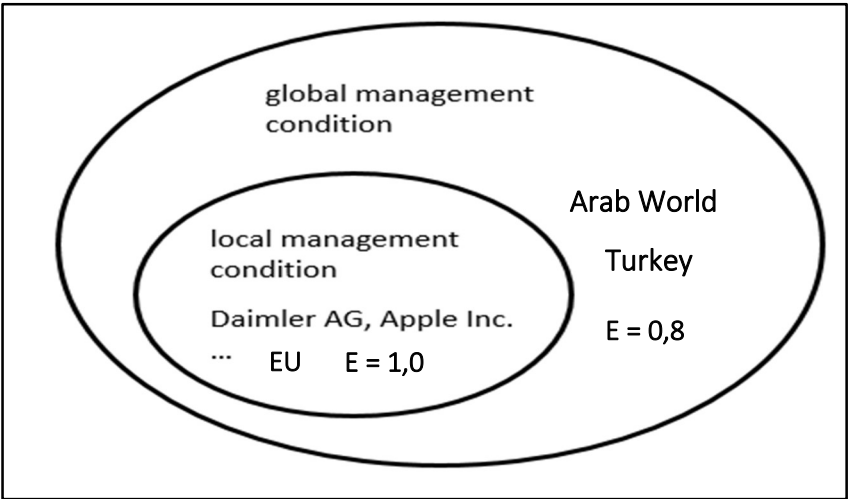 global management
condition
Arab World
local management
condition
Turkey
Daimler AG, Apple Inc.
E = 0,8
... EU E = 1,0